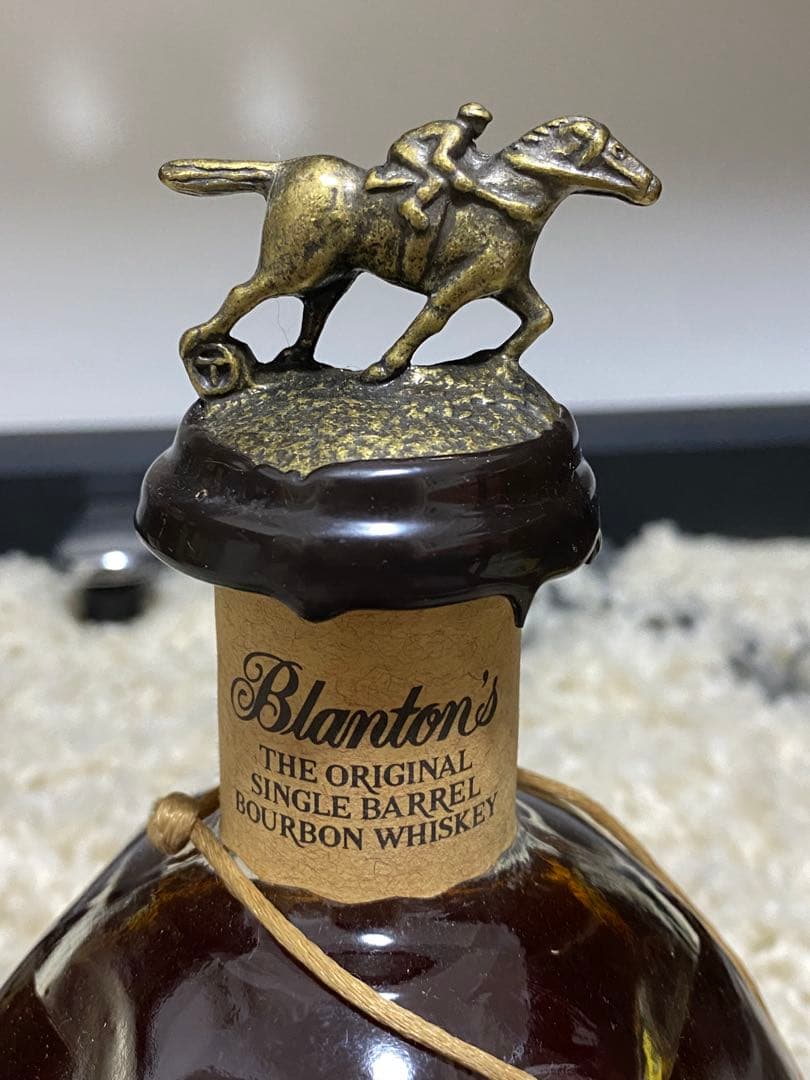 T
Blanton's
THE ORIGINAL
SINGLE BARREL
BOURBON WHISKEY